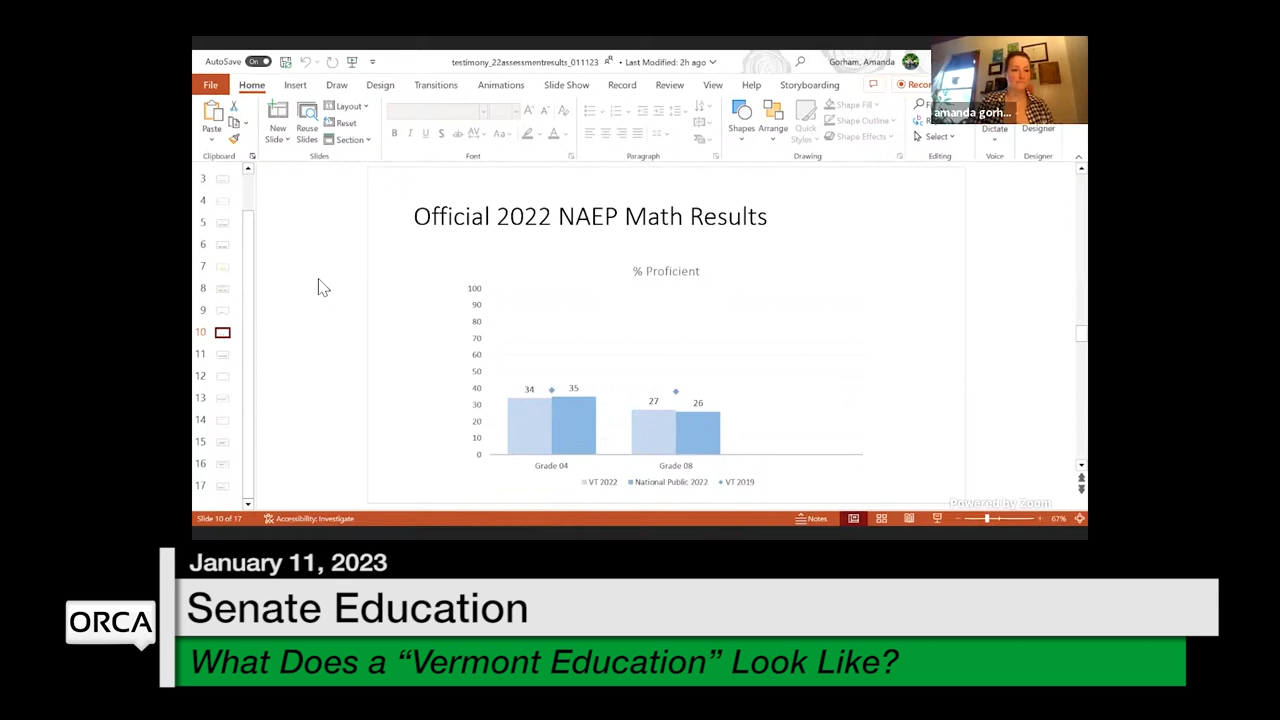 AutoSave On testimony_22assessmentresults_011123 • Last Modified: 2h ago Gorham, Amanda
File Home Insert Draw Design Transitions Animations Slide Show Record Review View Help Storyboarding Recor
amanda gorh...
Paste New Slide Reuse Slides Layout Reset Section
B I U S ab AV Aa A
Shapes Arrange Quick Styles Shape Fill Shape Outline Shape Effects
Select Dictate Designer
Clipboard Slides Font Paragraph Drawing Editing Voice Designer
3
4
5
6
7
8
9
10
11
12
13
14
15
16
17
Official 2022 NAEP Math Results
% Proficient
100
90
80
70
60
50
40
30
20
10
0
34 35 27 26
Grade 04 Grade 08
VT 2022 National Public 2022 VT 2019
Powered by Zoom
Slide 10 of 17 Accessibility: Investigate Notes 67%
January 11, 2023
Senate Education
ORCA
What Does a “Vermont Education” Look Like?